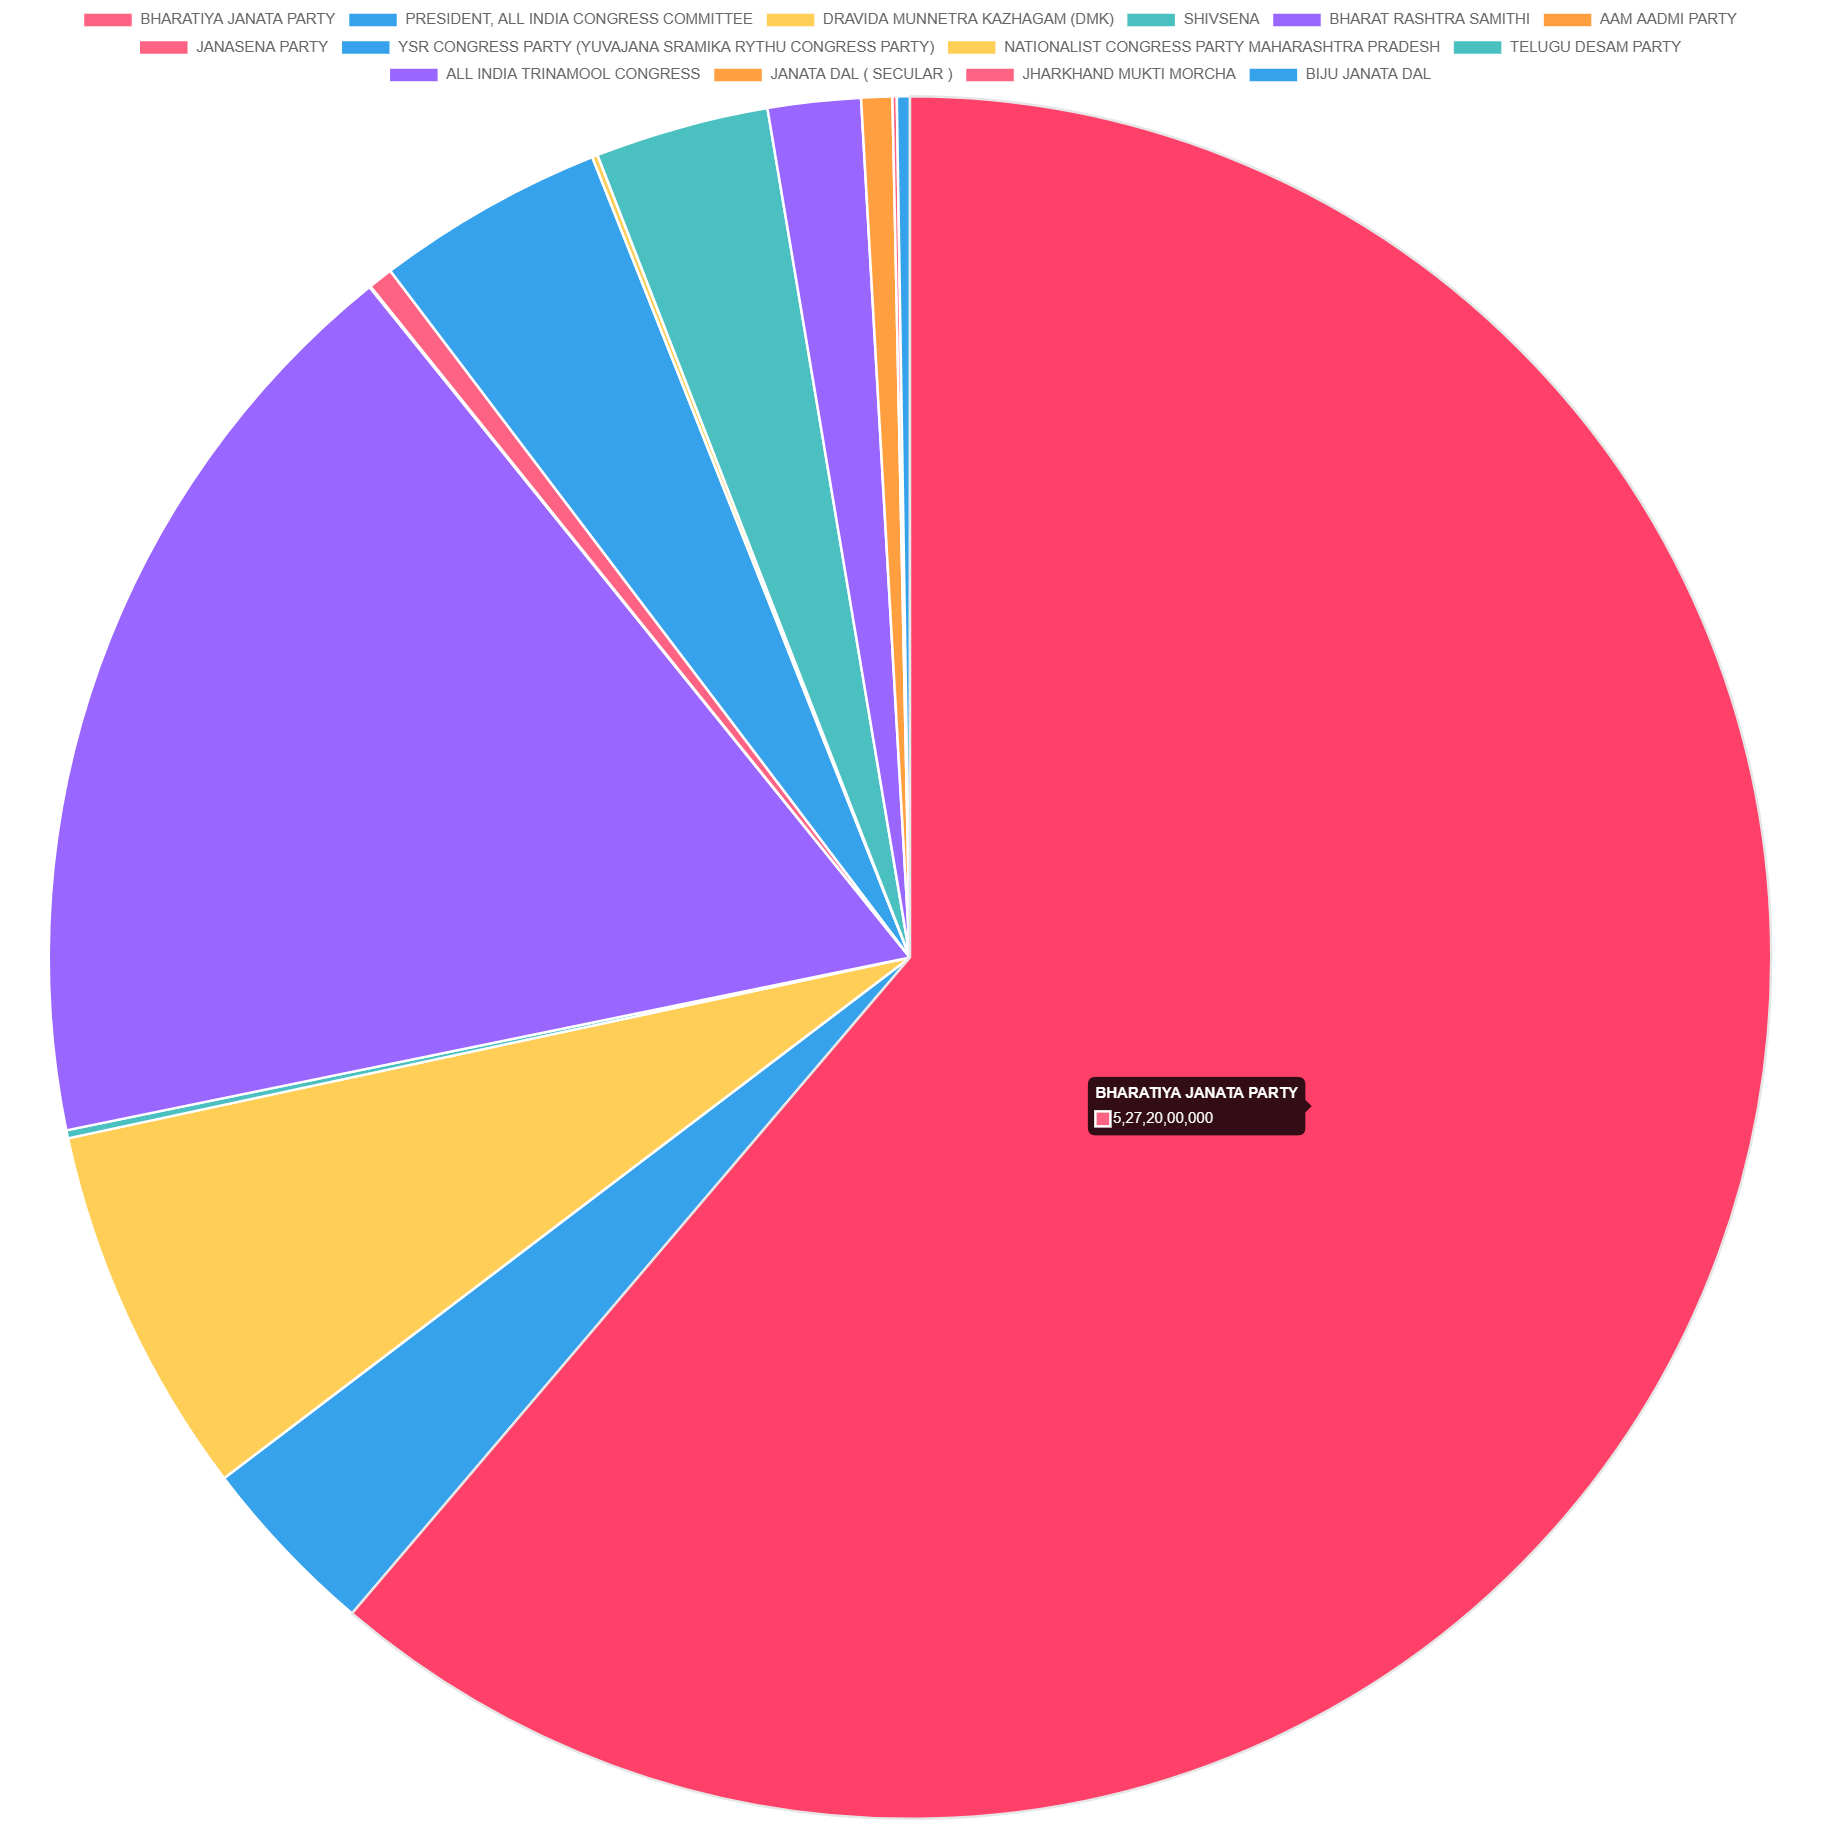 BHARATIYA JANATA PARTY PRESIDENT, ALL INDIA CONGRESS COMMITTEE DRAVIDA MUNNETRA KAZHAGAM (DMK) SHIVSENA BHARAT RASHTRA SAMITHI AAM AADMI PARTY
JANASENA PARTY YSR CONGRESS PARTY (YUVAJANA SRAMIKA RYTHU CONGRESS PARTY) NATIONALIST CONGRESS PARTY MAHARASHTRA PRADESH TELUGU DESAM PARTY
ALL INDIA TRINAMOOL CONGRESS JANATA DAL ( SECULAR ) JHARKHAND MUKTI MORCHA BIJU JANATA DAL
BHARATIYA JANATA PARTY
5,27,20,00,000